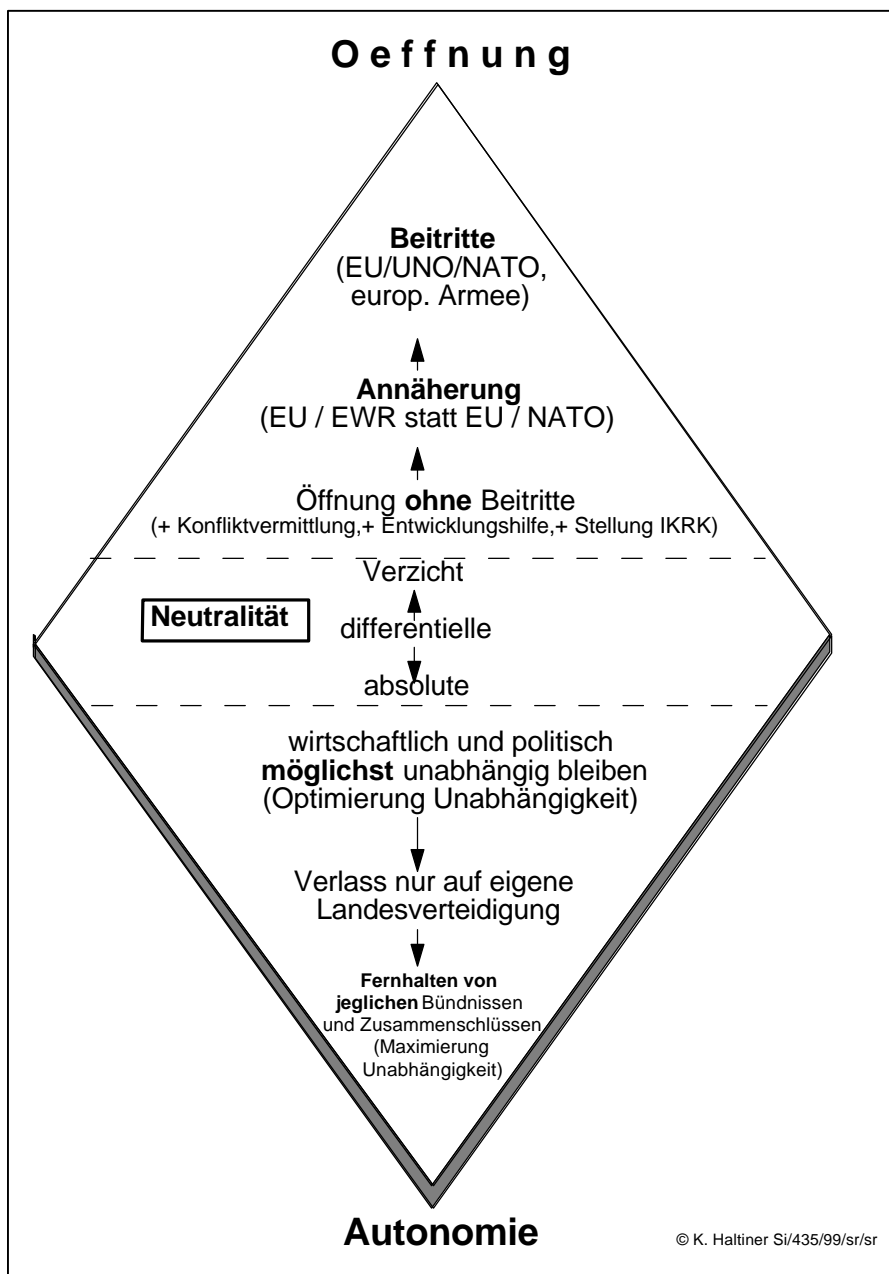 Oeffnung
Beitritte
(EU/UNO/NATO,
europ. Armee)
Annäherung
(EU / EWR statt EU / NATO)
Öffnung ohne Beitritte
(+ Konfliktvermittlung,+ Entwicklungshilfe,+ Stellung IKRK)
Verzicht
Neutralität
differentielle
absolute
wirtschaftlich und politisch
möglichst unabhängig bleiben
(Optimierung Unabhängigkeit)
Verlass nur auf eigene
Landesverteidigung
Fernhalten von
jeglichen Bündnissen
und Zusammenschlüssen
(Maximierung
Unabhängigkeit)
Autonomie
© K. Haltiner Si/435/99/sr/sr